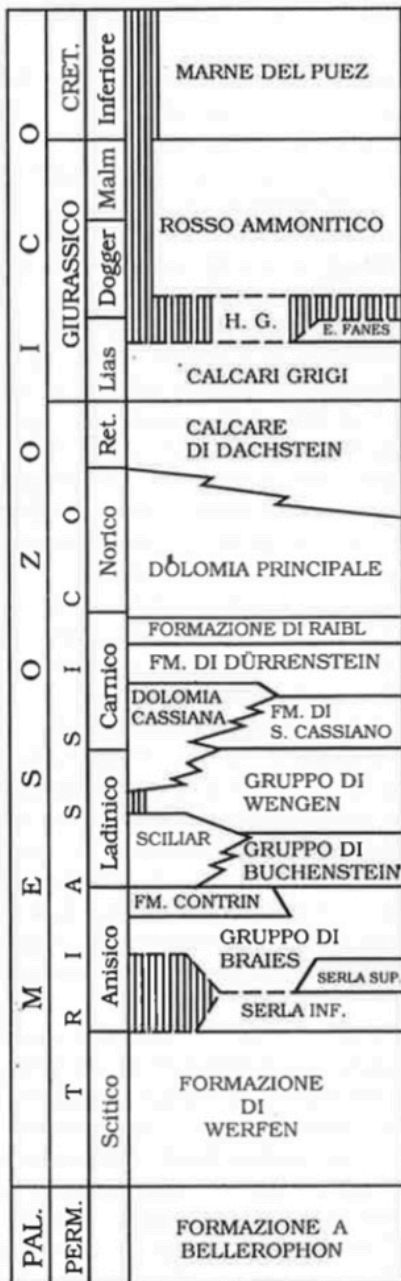 MESOZOICO
PAL.
CRET.
GIURASSICO
TRIASSICO
PERM.
Inferiore
Malm
Dogger
Lias
Ret.
Norico
Carnico
Ladinico
Anisico
Scitico
MARNE DEL PUEZ
ROSSO AMMONITICO
H. G.
E. FANES
CALCARI GRIGI
CALCARE
DI DACHSTEIN
DOLOMIA PRINCIPALE
FORMAZIONE DI RAIBL
FM. DI DÜRRENSTEIN
DOLOMIA
CASSIANA
FM. DI
S. CASSIANO
GRUPPO DI
WENGEN
SCILIAR
GRUPPO DI
BUCHENSTEIN
FM. CONTRIN
GRUPPO DI
BRAIES
SERLA SUP.
SERLA INF.
FORMAZIONE
DI
WERFEN
FORMAZIONE A
BELLEROPHON